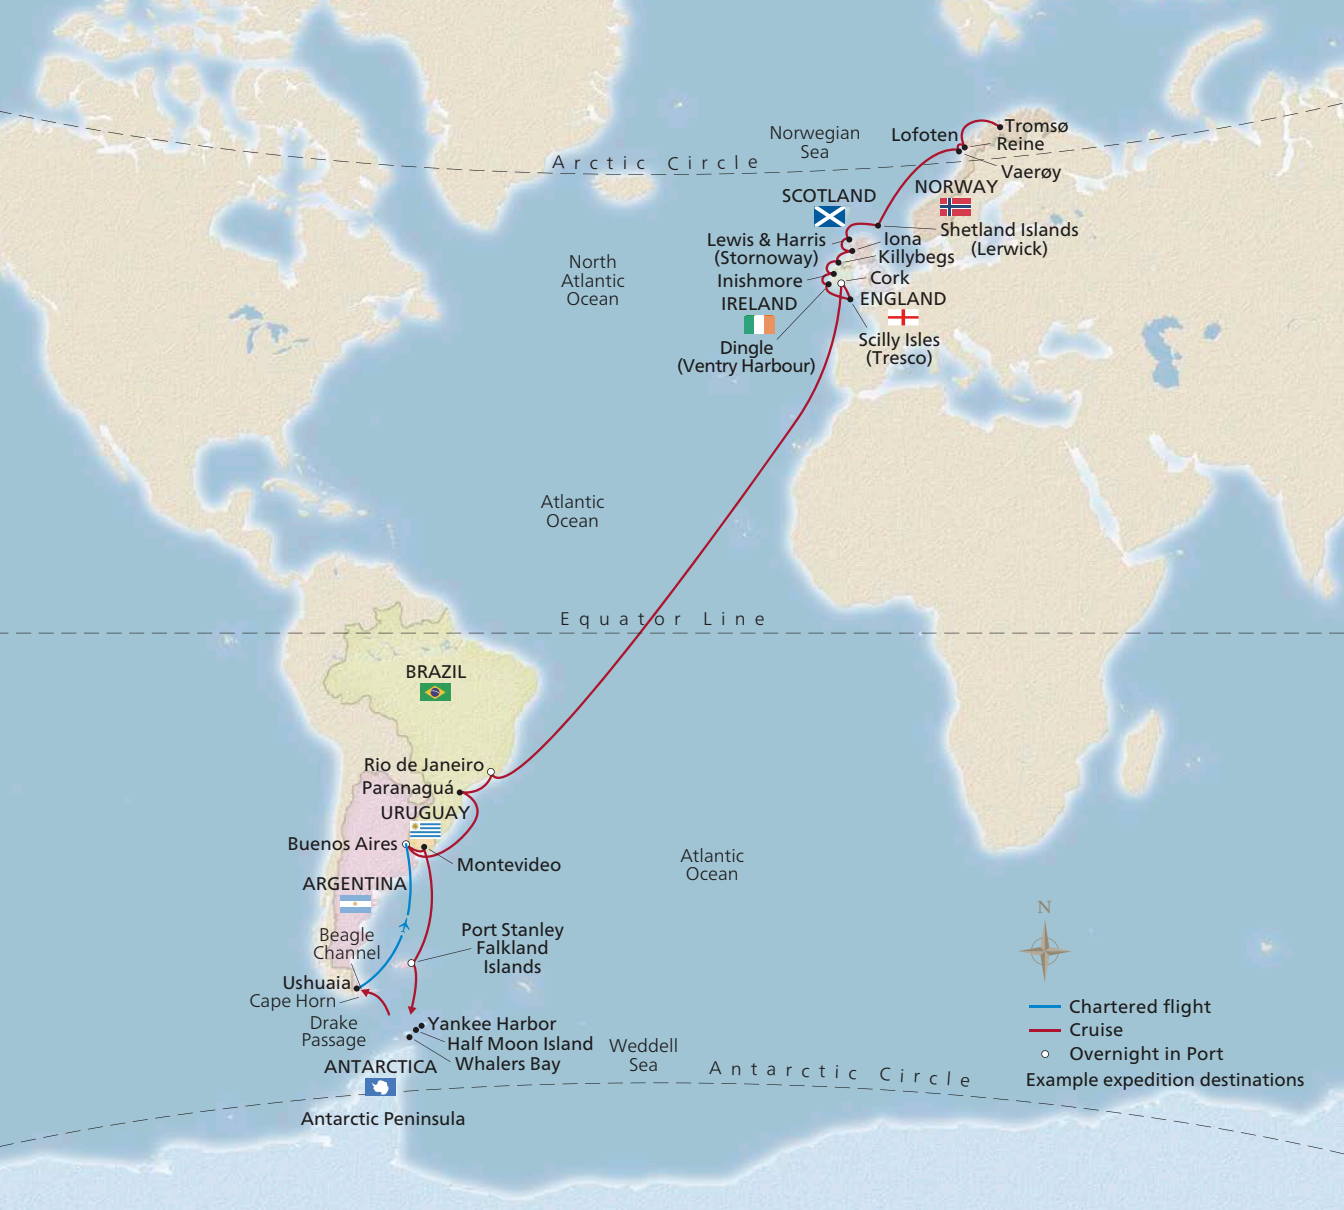 Norwegian
Sea
Lofoten
Tromsø
Reine
Værøy
Arctic Circle
SCOTLAND
NORWAY
Shetland Islands
(Lerwick)
Lewis & Harris
(Stornoway)
Iona
Killybegs
Inishmore
Cork
IRELAND
ENGLAND
Dingle
(Ventry Harbour)
Scilly Isles
(Tresco)
North
Atlantic
Ocean
Atlantic
Ocean
Equator Line
BRAZIL
Rio de Janeiro
Paranaguá
URUGUAY
Buenos Aires
Montevideo
ARGENTINA
Atlantic
Ocean
Beagle
Channel
Port Stanley
Falkland
Islands
Ushuaia
Cape Horn
Drake
Passage
Yankee Harbor
Half Moon Island
Whalers Bay
Weddell
Sea
ANTARCTICA
Antarctic Circle
Antarctic Peninsula
N
Chartered flight
Cruise
Overnight in Port
Example expedition destinations